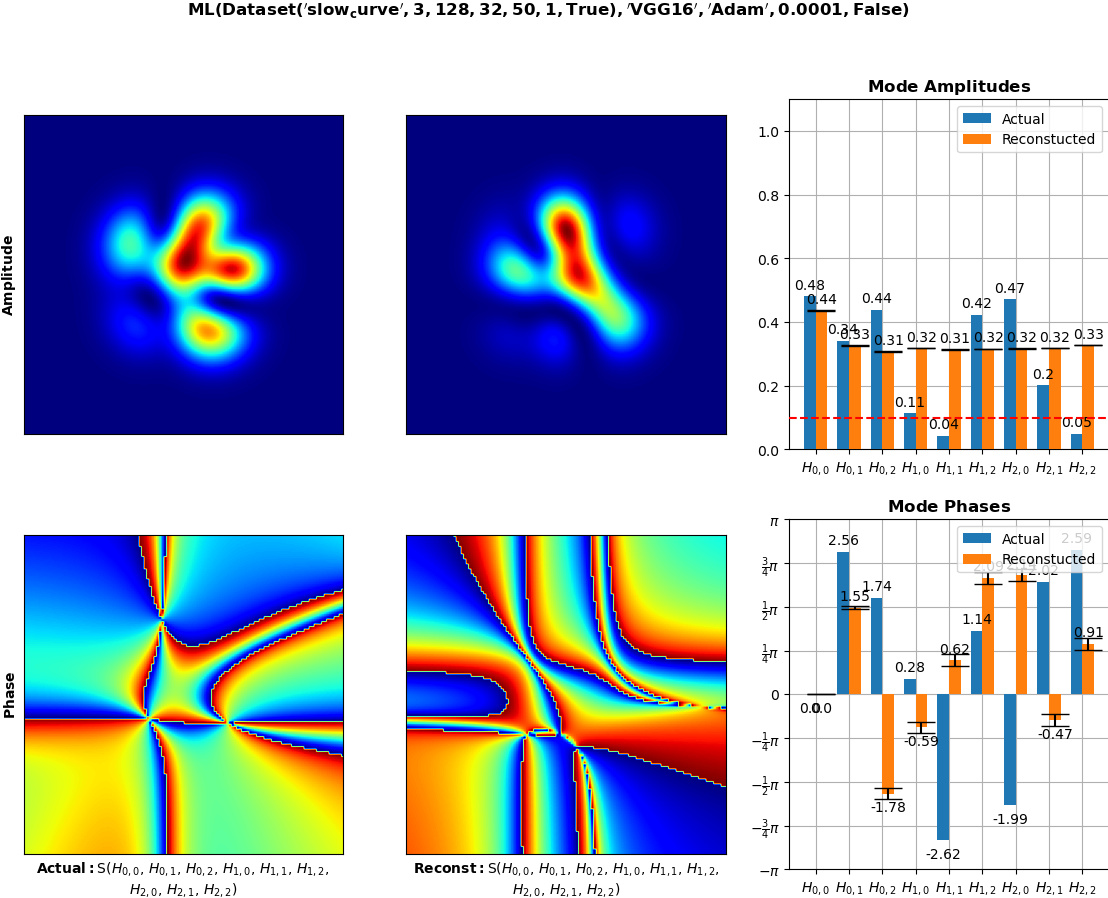 ML(Dataset('slow_curve', 3, 128, 32, 50, 1, True), 'VGG16', 'Adam', 0.0001, False)
Amplitude
Mode Amplitudes
Actual
Reconstucted
1.0
0.8
0.6
0.4
0.2
0.0
0.48 0.44 0.34 0.33 0.44 0.31 0.11 0.32 0.04 0.31 0.42 0.32 0.47 0.32 0.2 0.32 0.05 0.33
H0,0 H0,1 H0,2 H1,0 H1,1 H1,2 H2,0 H2,1 H2,2
Phase
Actual: S(H0,0, H0,1, H0,2, H1,0, H1,1, H1,2,
H2,0, H2,1, H2,2)
Reconst: S(H0,0, H0,1, H0,2, H1,0, H1,1, H1,2,
H2,0, H2,1, H2,2)
Mode Phases
Actual
Reconstucted
π
3/4π
1/2π
1/4π
0
−1/4π
−1/2π
−3/4π
−π
0.0 0.0 2.56 1.55 1.74 -1.78 0.28 -0.59 -2.62 0.62 1.14 2.09 -1.99 2.02 -0.47 2.59 0.91
H0,0 H0,1 H0,2 H1,0 H1,1 H1,2 H2,0 H2,1 H2,2